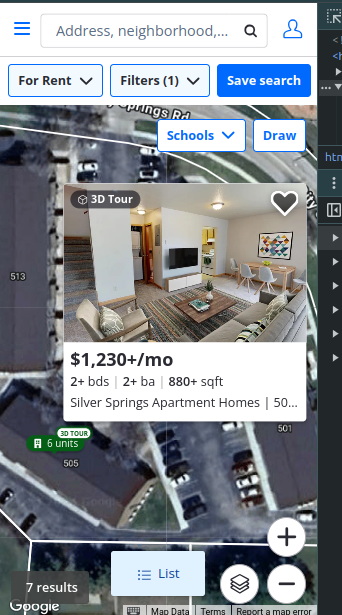 Address, neighborhood,...
For Rent
Filters (1)
Save search
Springs Rd
Schools
Draw
3D Tour
513
$1,230+/mo
2+ bds | 2+ ba | 880+ sqft
Silver Springs Apartment Homes | 50...
3D TOUR
6 units
501
505
List
7 results
Google
Map Data
Terms
Report a map error